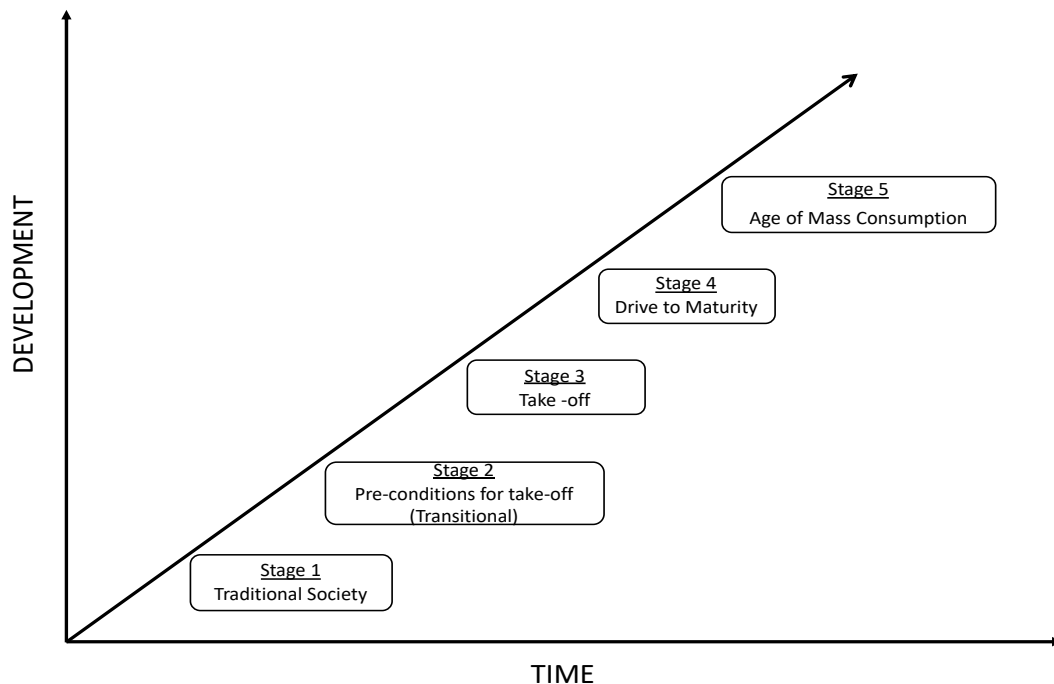 DEVELOPMENT
Stage 5
Age of Mass Consumption
Stage 4
Drive to Maturity
Stage 3
Take -off
Stage 2
Pre-conditions for take-off
(Transitional)
Stage 1
Traditional Society
TIME